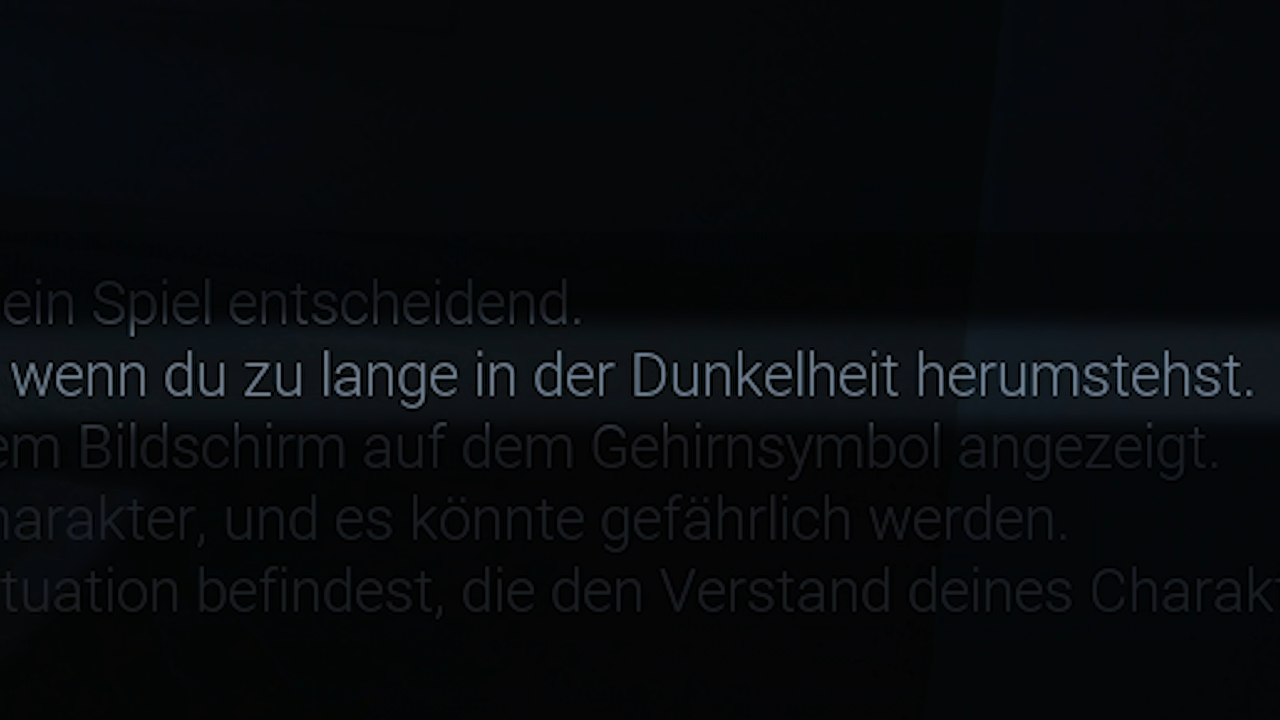 ein Spiel entscheidend.
wenn du zu lange in der Dunkelheit herumstehst.
em Bildschirm auf dem Gehirnsymbol angezeigt.
harakter, und es könnte gefährlich werden.
tuation befindest, die den Verstand deines Charak